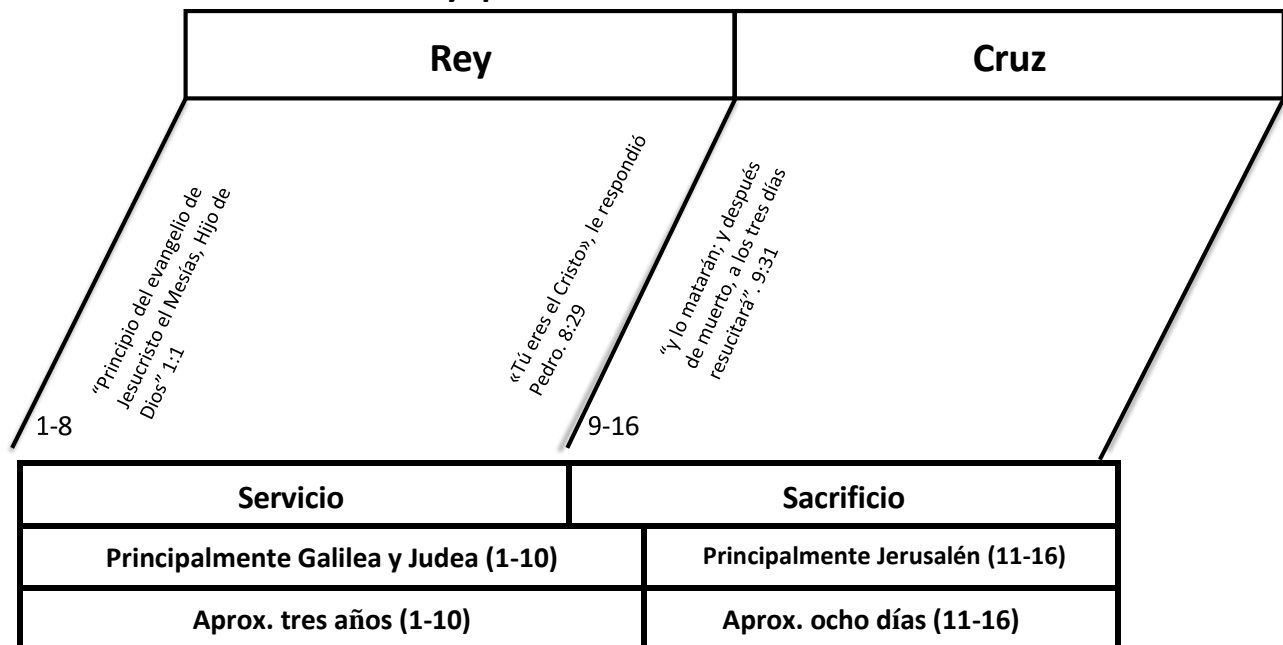 Rey
Cruz
“Principio del evangelio de
Jesucristo el Mesías, Hijo de
Dios” 1:1
«Tú eres el Cristo», le respondió
Pedro. 8:29
“y lo matarán; y después
de muerto, a los tres días
resucitará”. 9:31
1-8
9-16
Servicio
Sacrificio
Principalmente Galilea y Judea (1-10)
Principalmente Jerusalén (11-16)
Aprox. tres años (1-10)
Aprox. ocho días (11-16)